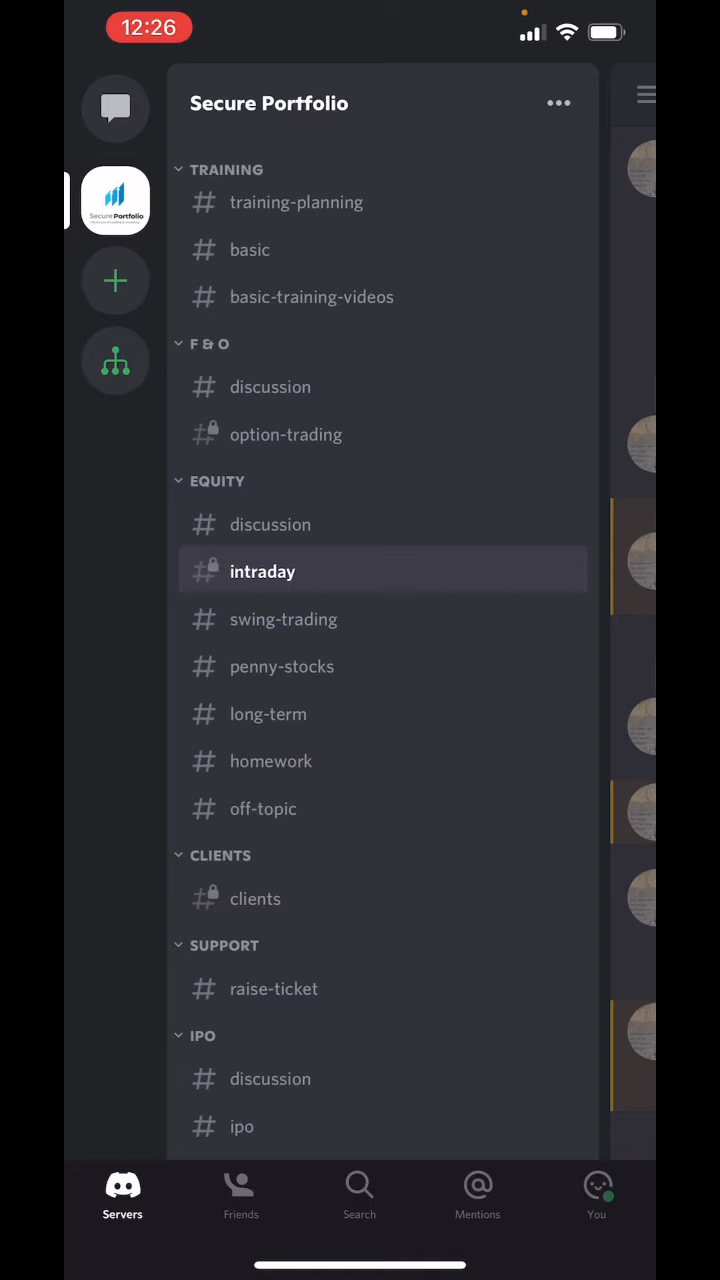 12:26
Secure Portfolio
TRAINING
training-planning
basic
basic-training-videos
F & O
discussion
option-trading
EQUITY
discussion
intraday
swing-trading
penny-stocks
long-term
homework
off-topic
CLIENTS
clients
SUPPORT
raise-ticket
IPO
discussion
ipo
Secure Portfolio
Servers
Friends
Search
Mentions
You